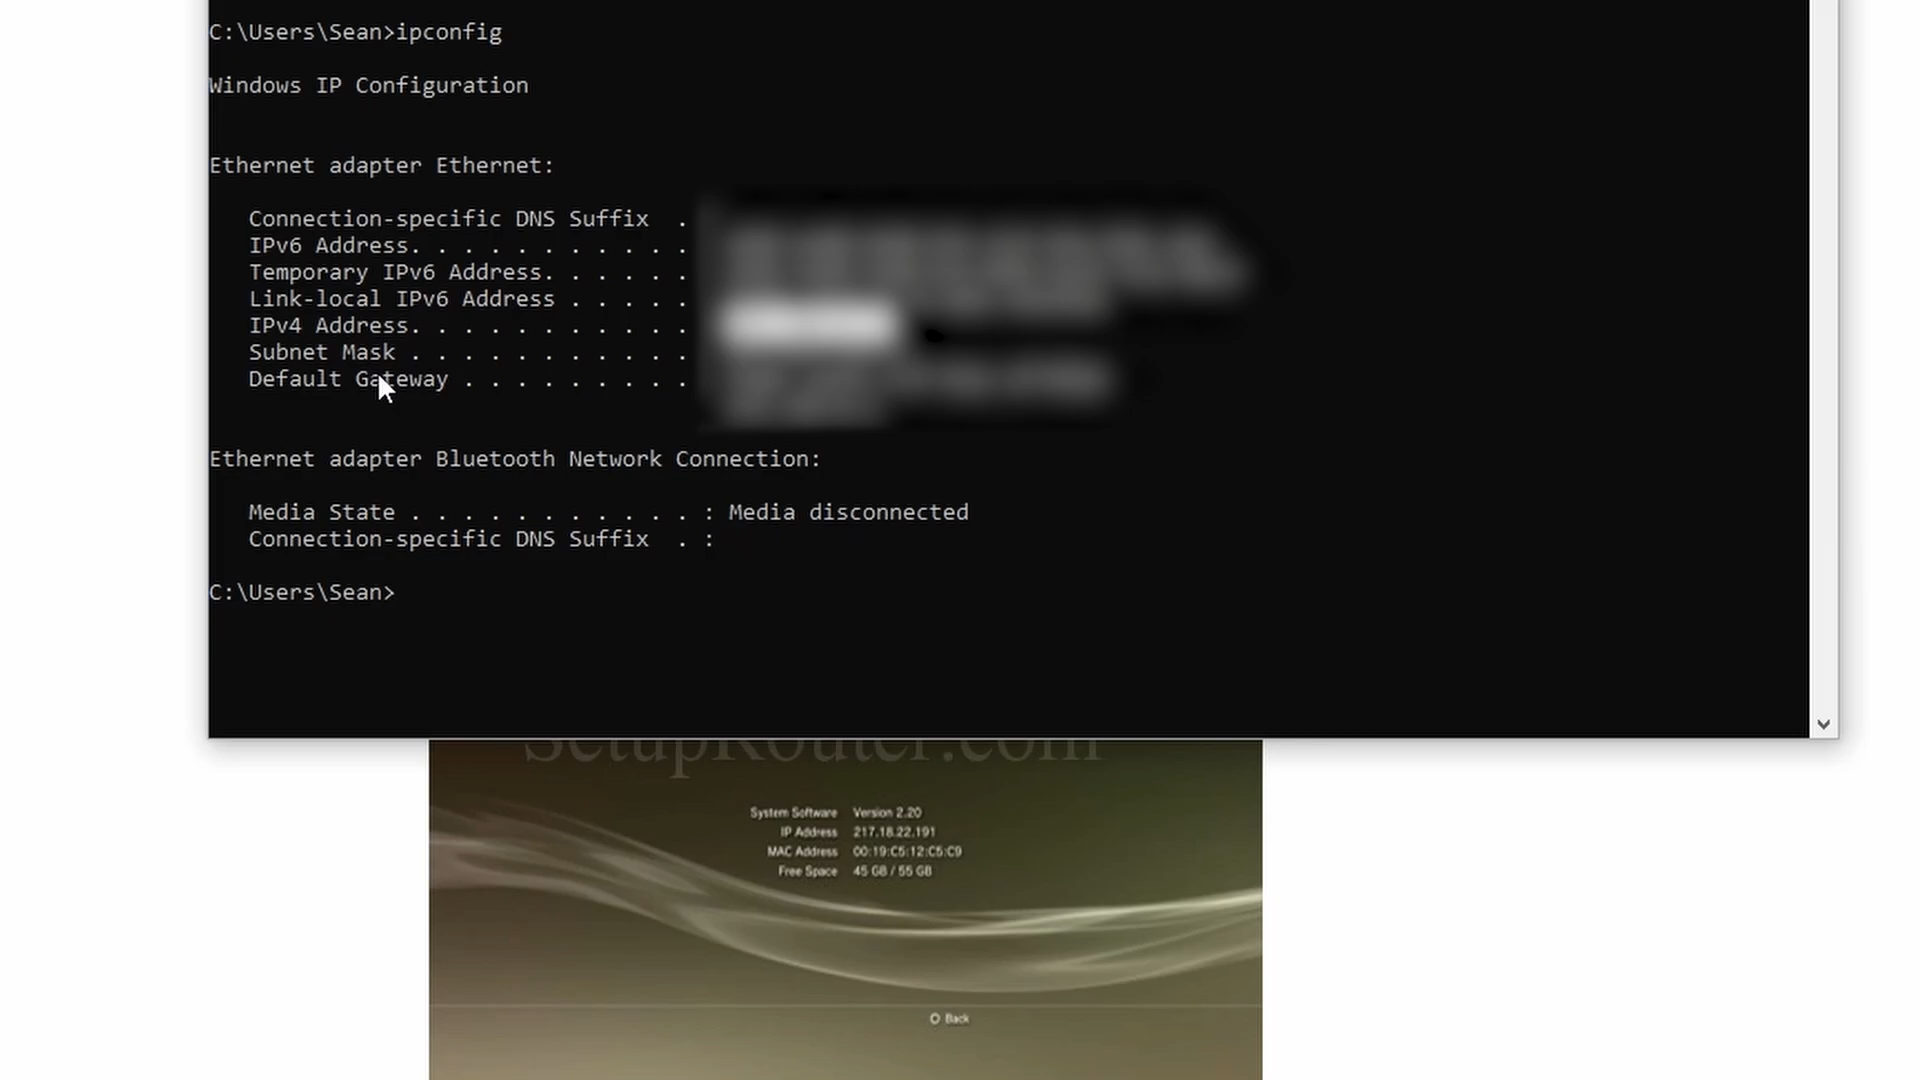 C:\Users\Sean>ipconfig
Windows IP Configuration
Ethernet adapter Ethernet:
Connection-specific DNS Suffix  .
IPv6 Address. . . . . . . . . . .
Temporary IPv6 Address. . . . . .
Link-local IPv6 Address . . . . .
IPv4 Address. . . . . . . . . . .
Subnet Mask . . . . . . . . . . .
Default Gateway . . . . . . . . .
Ethernet adapter Bluetooth Network Connection:
Media State . . . . . . . . . . . : Media disconnected
Connection-specific DNS Suffix  . :
C:\Users\Sean>
SetupRouter.com
System Software Version 2.20
IP Address 217.18.22.191
MAC Address 00:19:C5:12:C5:C9
Free Space 45 GB / 55 GB
Back